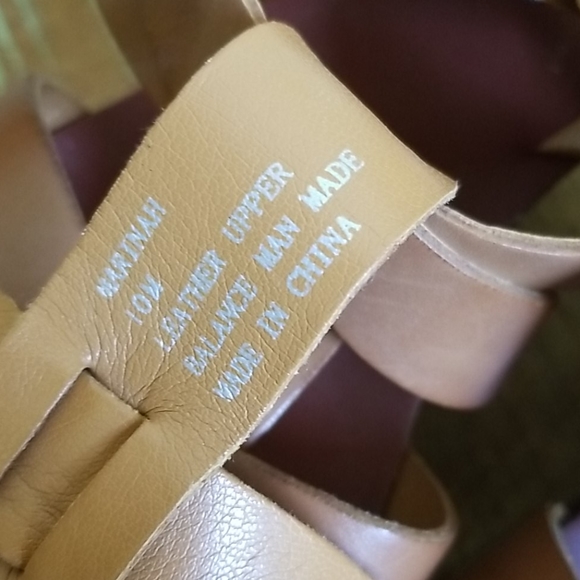 MARINAH
10M
LEATHER UPPER
BALANCE MAN MADE
MADE IN CHINA